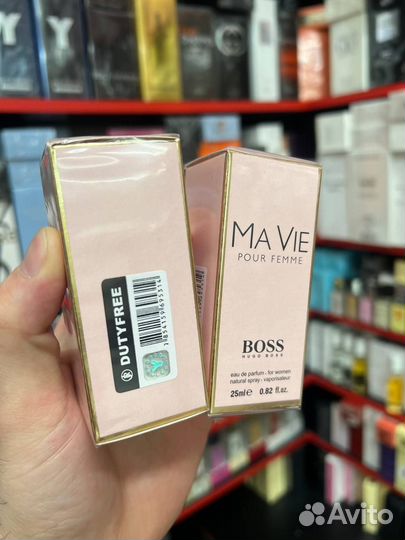 MA VIE
POUR FEMME
BOSS
HUGO BOSS
eau de parfum - for women
natural spray - vaporisateur
25ml e 0.82 fl.oz.
DUTYFREE
Avito